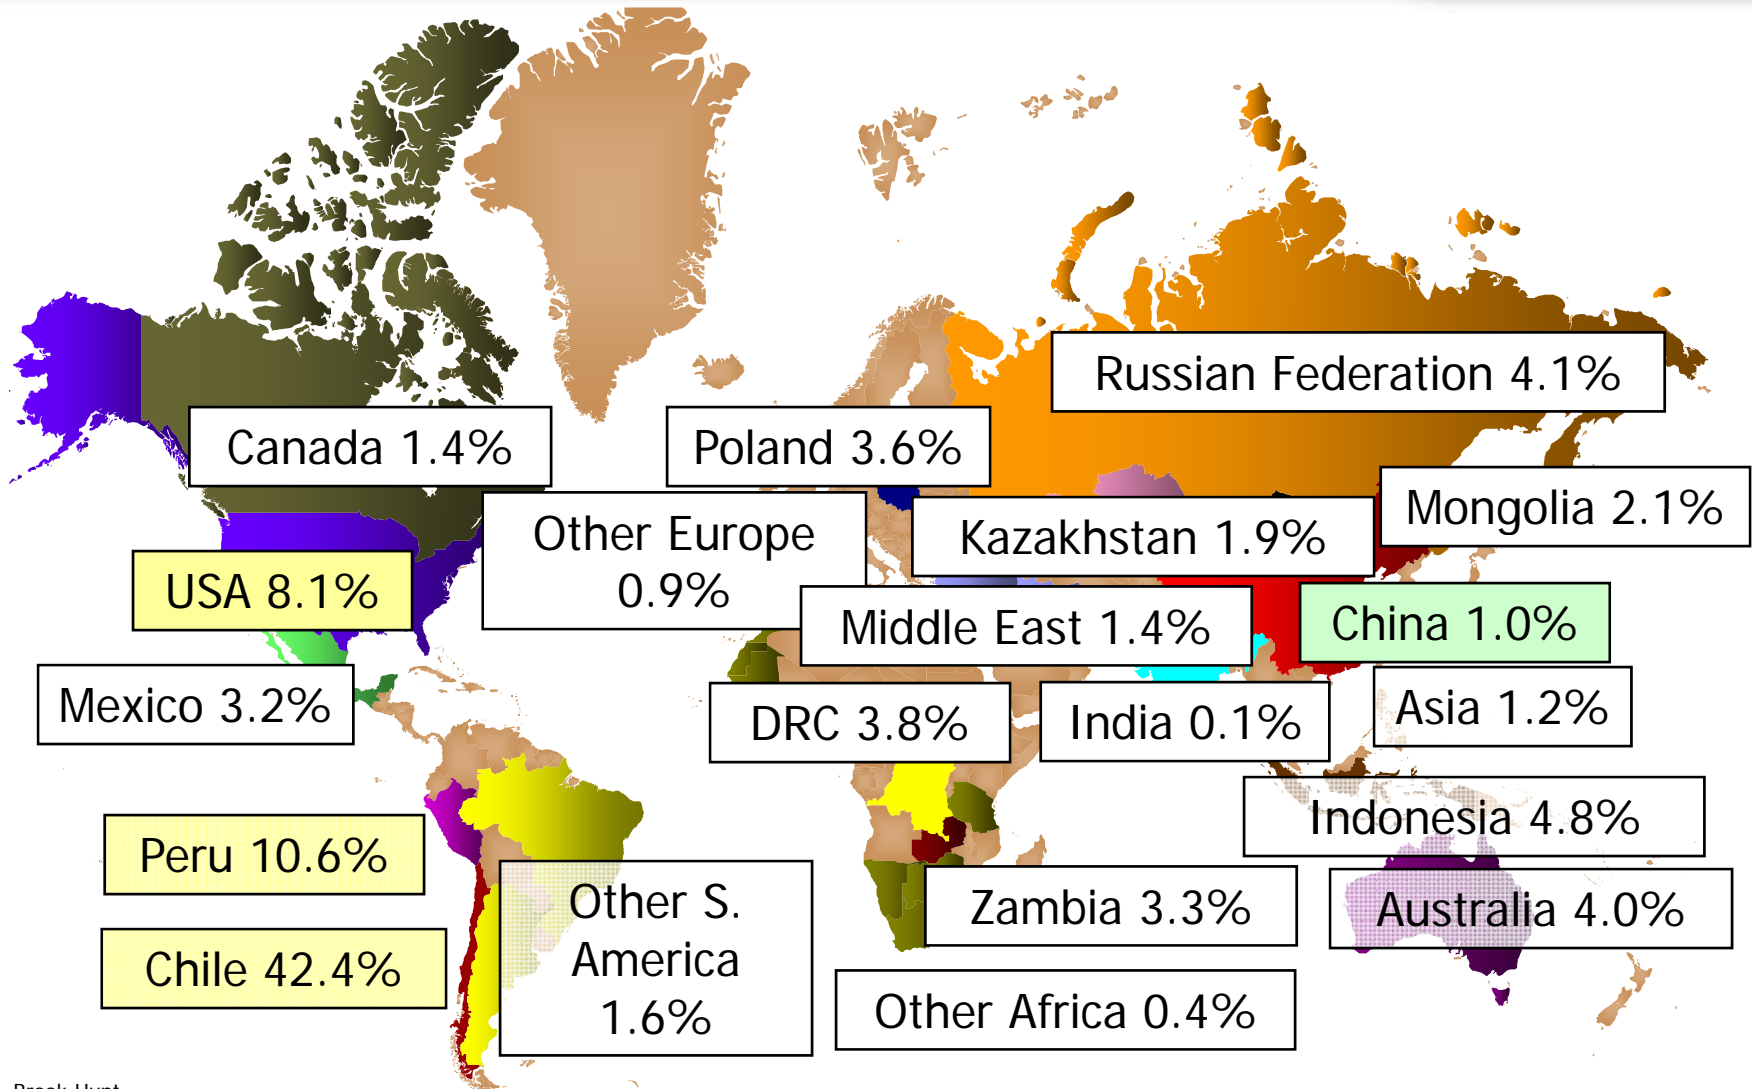 Russian Federation 4.1%
Canada 1.4%
Poland 3.6%
Mongolia 2.1%
Other Europe
0.9%
Kazakhstan 1.9%
USA 8.1%
Middle East 1.4%
China 1.0%
Mexico 3.2%
DRC 3.8%
India 0.1%
Asia 1.2%
Indonesia 4.8%
Peru 10.6%
Other S.
America
1.6%
Zambia 3.3%
Australia 4.0%
Chile 42.4%
Other Africa 0.4%
Brook Hunt